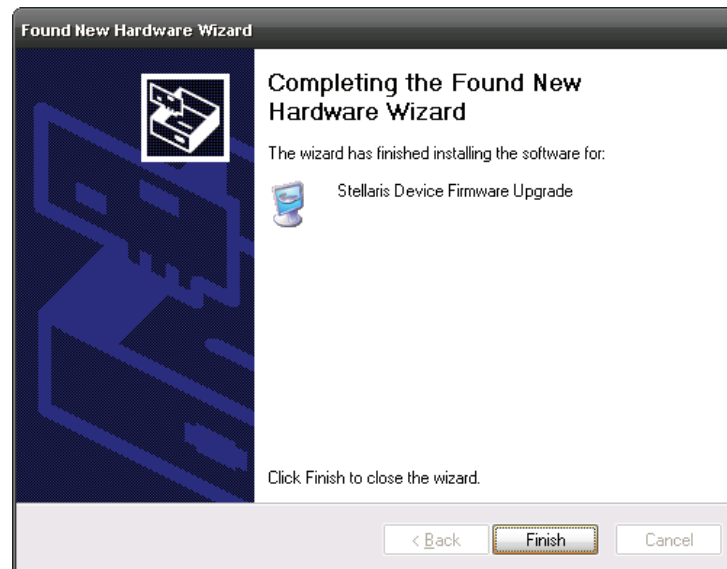 Found New Hardware Wizard
Completing the Found New
Hardware Wizard
The wizard has finished installing the software for:
Stellaris Device Firmware Upgrade
Click Finish to close the wizard.
< Back
Finish
Cancel